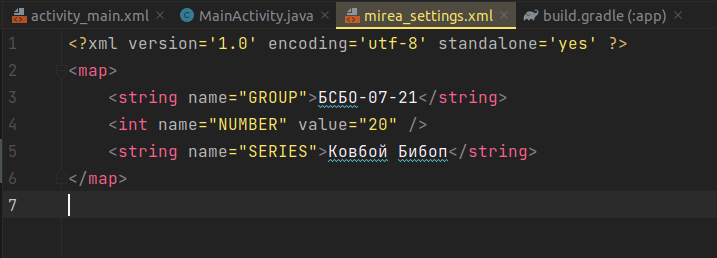 activity_main.xml MainActivity.java mirea_settings.xml build.gradle (:app)
1 <?xml version='1.0' encoding='utf-8' standalone='yes' ?>
2 <map>
3     <string name="GROUP">БСБО-07-21</string>
4     <int name="NUMBER" value="20" />
5     <string name="SERIES">Ковбой Бибоп</string>
6 </map>
7